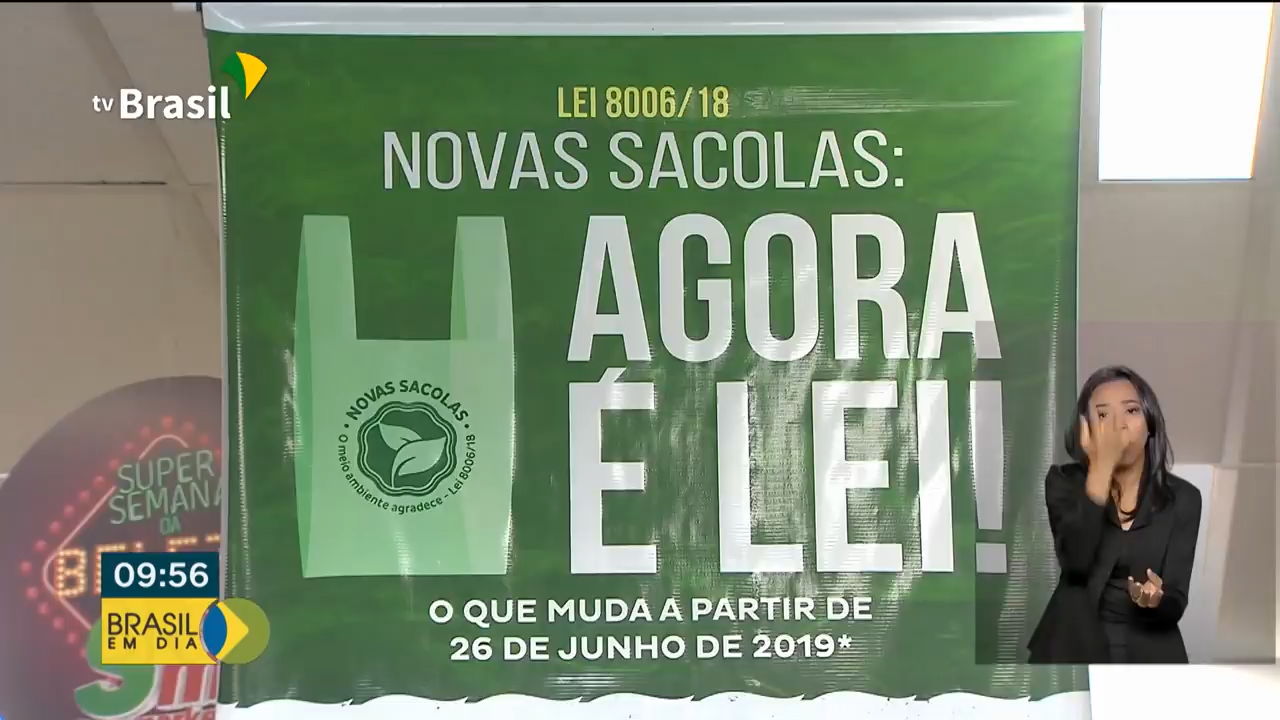 tv Brasil
LEI 8006/18
NOVAS SACOLAS:
AGORA
É LEI!
NOVAS SACOLAS
O meio ambiente agradece - Lei 8006/18
O QUE MUDA A PARTIR DE
26 DE JUNHO DE 2019*
SUPER
SEMANA
DA
09:56
BRASIL
EM DIA